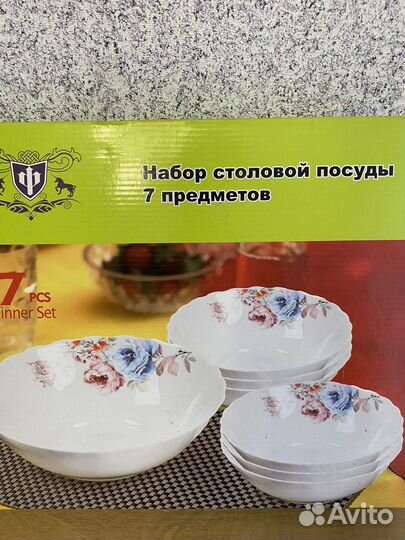 Набор столовой посуды
7 предметов
7 PCS
inner Set
Avito